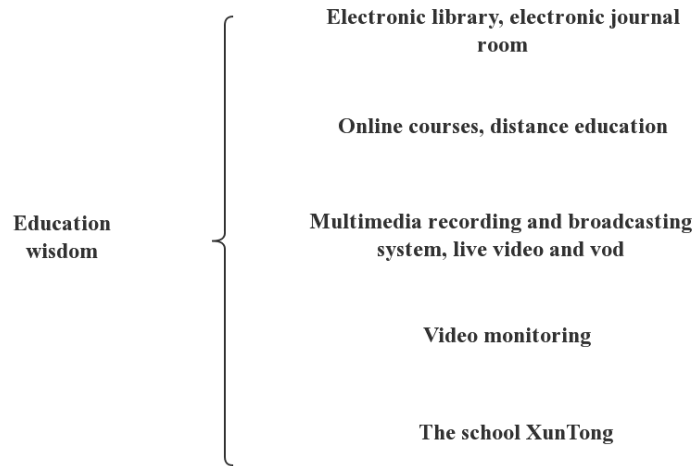 Education
wisdom
Electronic library, electronic journal
room
Online courses, distance education
Multimedia recording and broadcasting
system, live video and vod
Video monitoring
The school XunTong